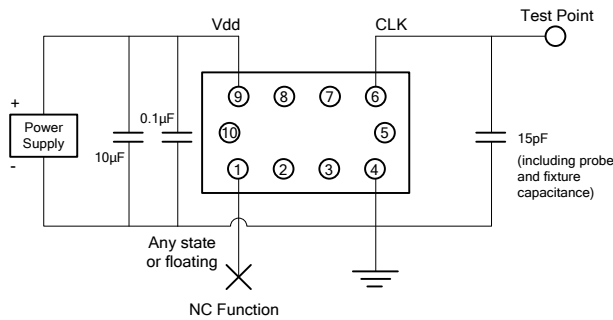 Test Point
Vdd
CLK
9
8
7
6
+
Power
Supply
-
10µF
0.1µF
10
5
15pF
(including probe
and fixture
capacitance)
1
2
3
4
Any state
or floating
NC Function